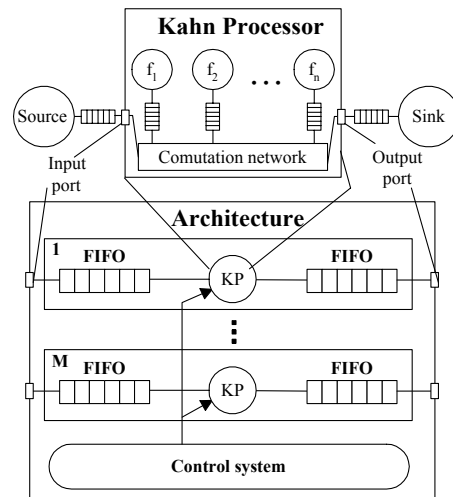 Kahn Processor
f1
f2
. . .
fn
Source
Sink
Comutation network
Input
port
Output
port
Architecture
1
FIFO
FIFO
KP
M
FIFO
FIFO
KP
Control system